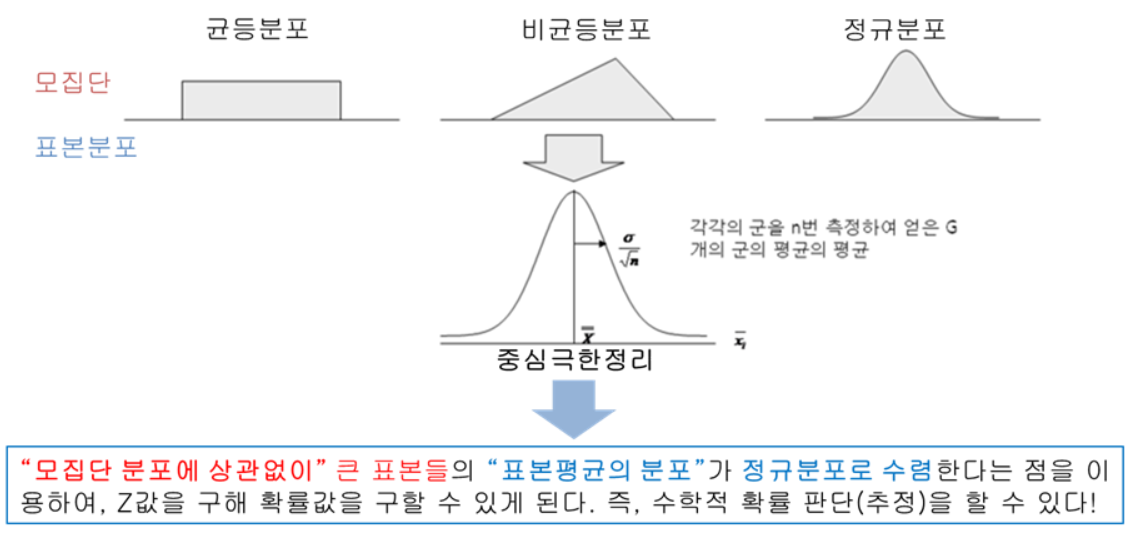 균등분포 비균등분포 정규분포
모집단
표본분포
각각의 군을 n번 측정하여 얻은 G
개의 군의 평균의 평균
σ/√n
x̿
x̄ᵢ
중심극한정리
“모집단 분포에 상관없이” 큰 표본들의 “표본평균의 분포”가 정규분포로 수렴한다는 점을 이
용하여, Z값을 구해 확률값을 구할 수 있게 된다. 즉, 수학적 확률 판단(추정)을 할 수 있다!